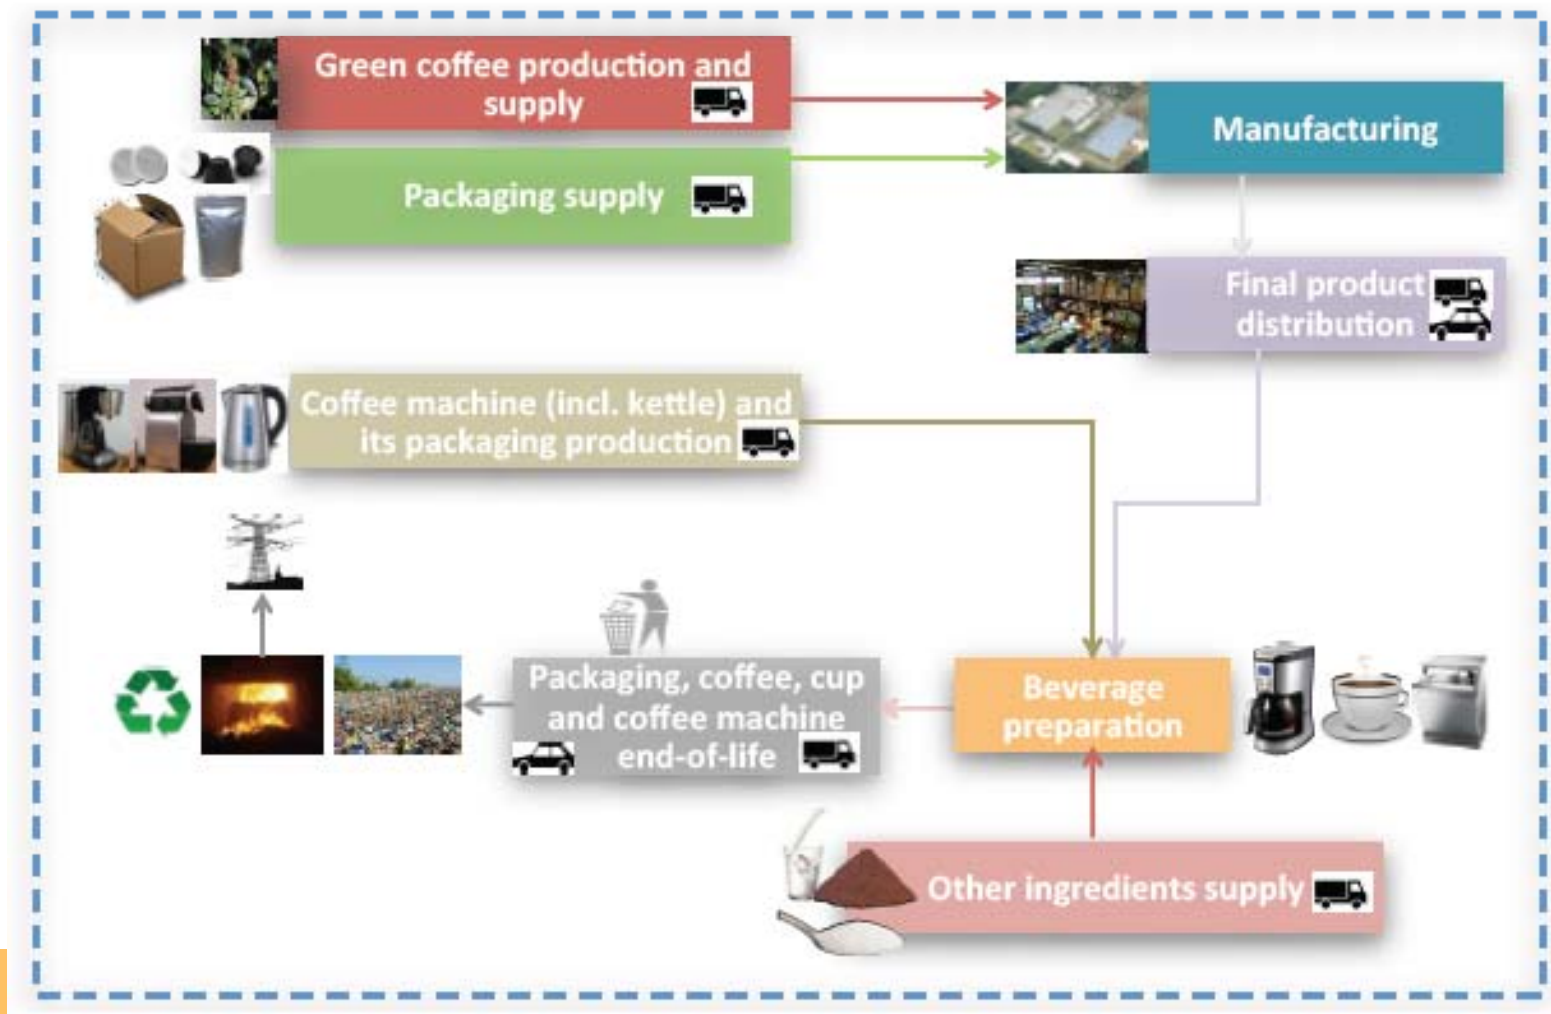 Green coffee production and
supply
Manufacturing
Packaging supply
Final product
distribution
Coffee machine (incl. kettle) and
its packaging production
Packaging, coffee, cup
and coffee machine
end-of-life
Beverage
preparation
Other ingredients supply